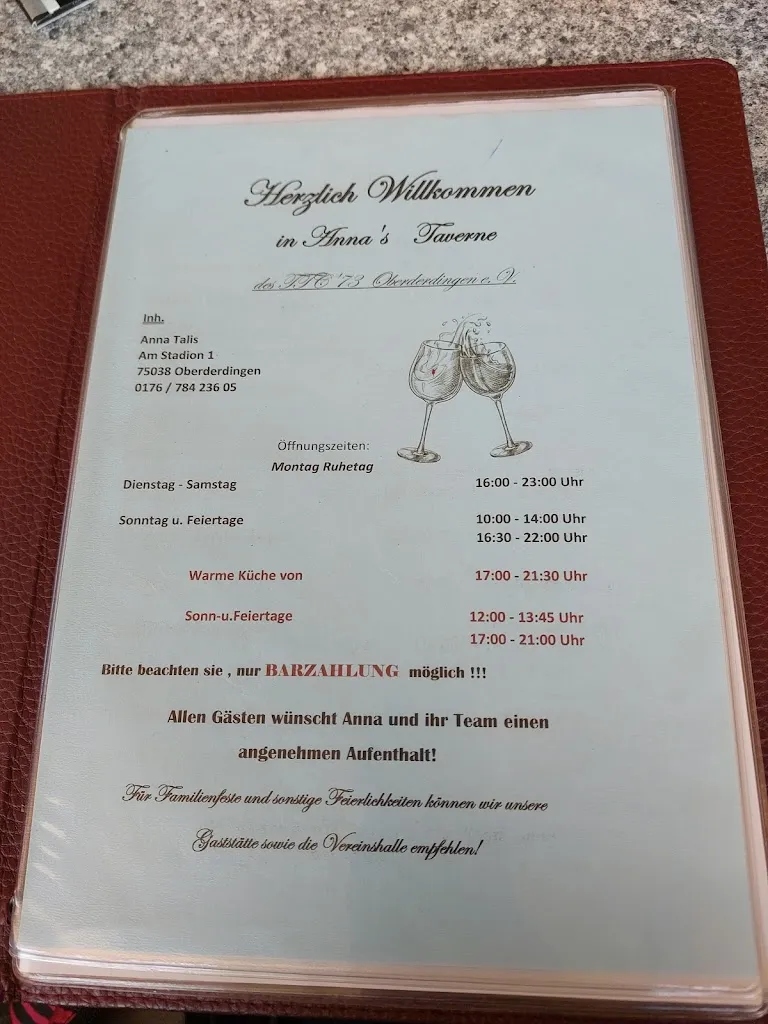 Herzlich Willkommen
in Anna's Taverne
des TTC '73 Oberderdingen e. V.
Inh.
Anna Talis
Am Stadion 1
75038 Oberderdingen
0176 / 784 236 05
Öffnungszeiten:
Montag Ruhetag
Dienstag - Samstag 16:00 - 23:00 Uhr
Sonntag u. Feiertage 10:00 - 14:00 Uhr
16:30 - 22:00 Uhr
Warme Küche von 17:00 - 21:30 Uhr
Sonn-u.Feiertage 12:00 - 13:45 Uhr
17:00 - 21:00 Uhr
Bitte beachten sie , nur BARZAHLUNG möglich !!!
Allen Gästen wünscht Anna und ihr Team einen
angenehmen Aufenthalt!
Für Familienfeste und sonstige Feierlichkeiten können wir unsere
Gaststätte sowie die Vereinshalle empfehlen!